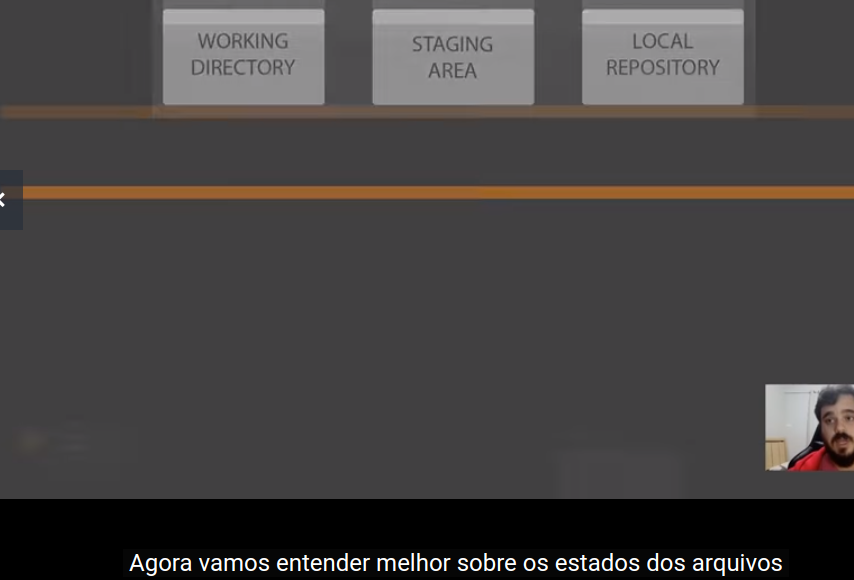 WORKING
DIRECTORY
STAGING
AREA
LOCAL
REPOSITORY
Agora vamos entender melhor sobre os estados dos arquivos